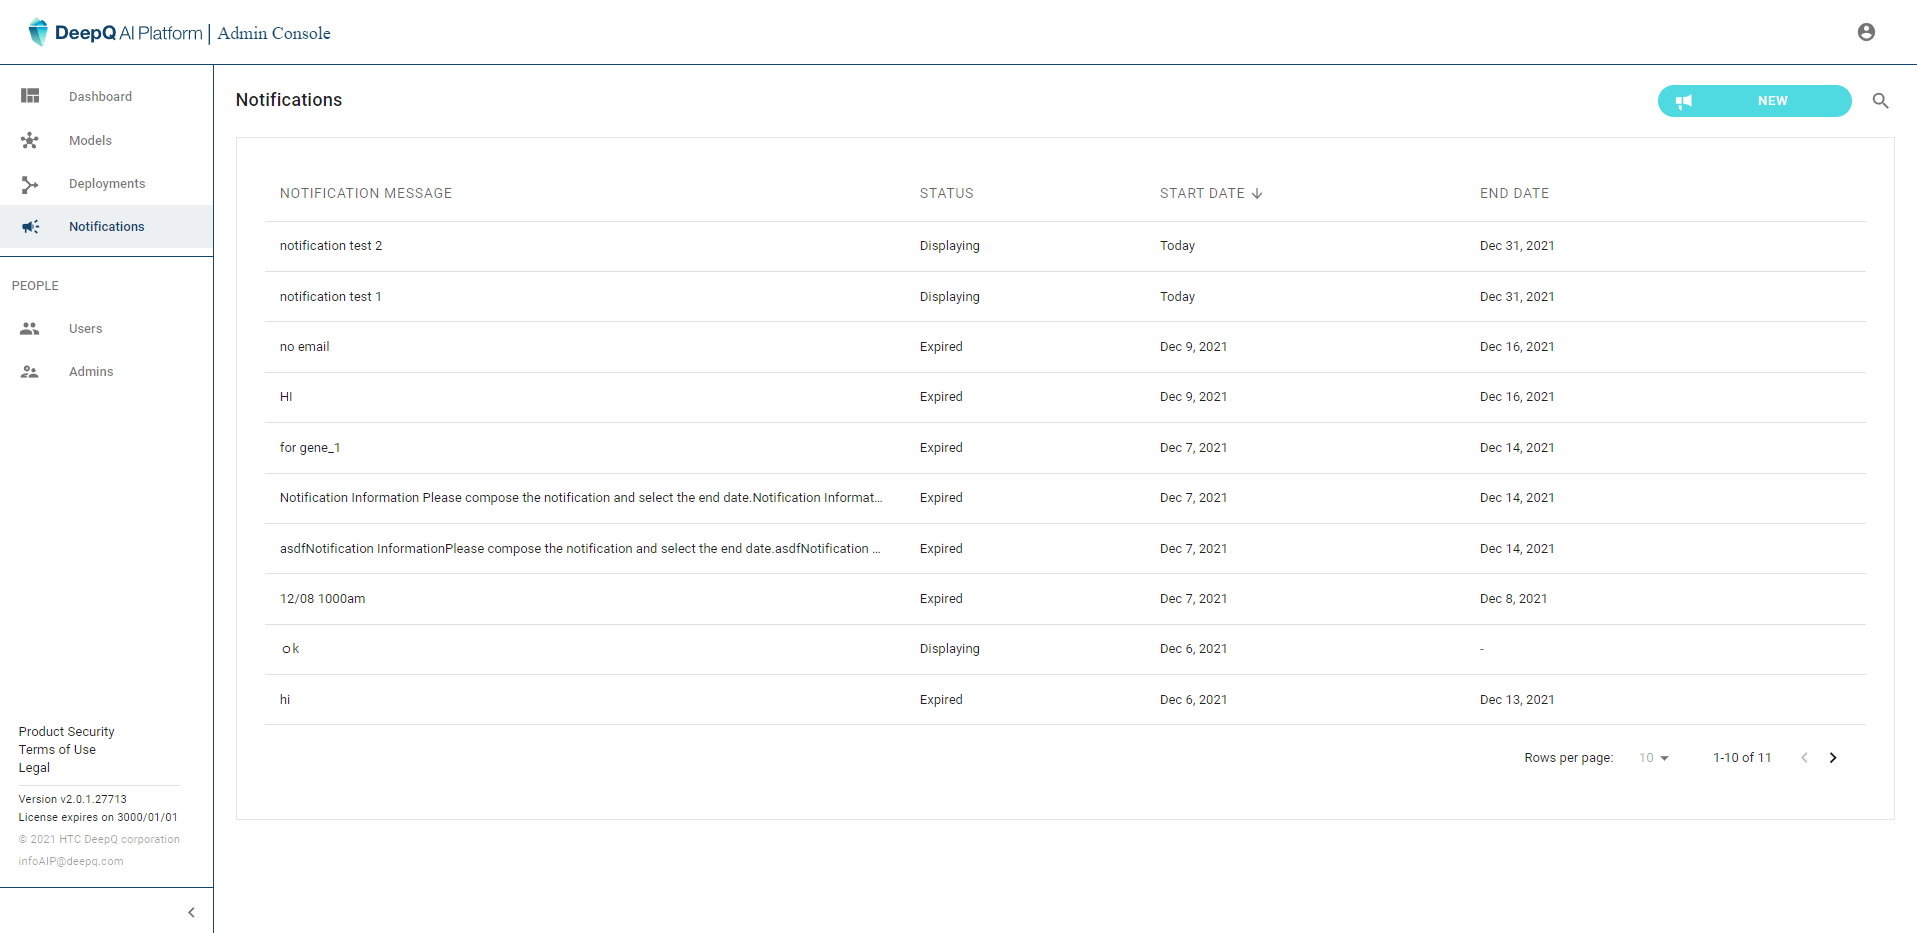 DeepQ AI Platform | Admin Console
Dashboard
Models
Deployments
Notifications
PEOPLE
Users
Admins
Product Security
Terms of Use
Legal
Version v2.0.1.27713
License expires on 3000/01/01
© 2021 HTC DeepQ corporation
infoAIP@deepq.com
Notifications
NEW
NOTIFICATION MESSAGE STATUS START DATE END DATE
notification test 2 Displaying Today Dec 31, 2021
notification test 1 Displaying Today Dec 31, 2021
no email Expired Dec 9, 2021 Dec 16, 2021
HI Expired Dec 9, 2021 Dec 16, 2021
for gene_1 Expired Dec 7, 2021 Dec 14, 2021
Notification Information Please compose the notification and select the end date.Notification Informat... Expired Dec 7, 2021 Dec 14, 2021
asdfNotification InformationPlease compose the notification and select the end date.asdfNotification ... Expired Dec 7, 2021 Dec 14, 2021
12/08 1000am Expired Dec 7, 2021 Dec 8, 2021
ok Displaying Dec 6, 2021 -
hi Expired Dec 6, 2021 Dec 13, 2021
Rows per page: 10 1-10 of 11